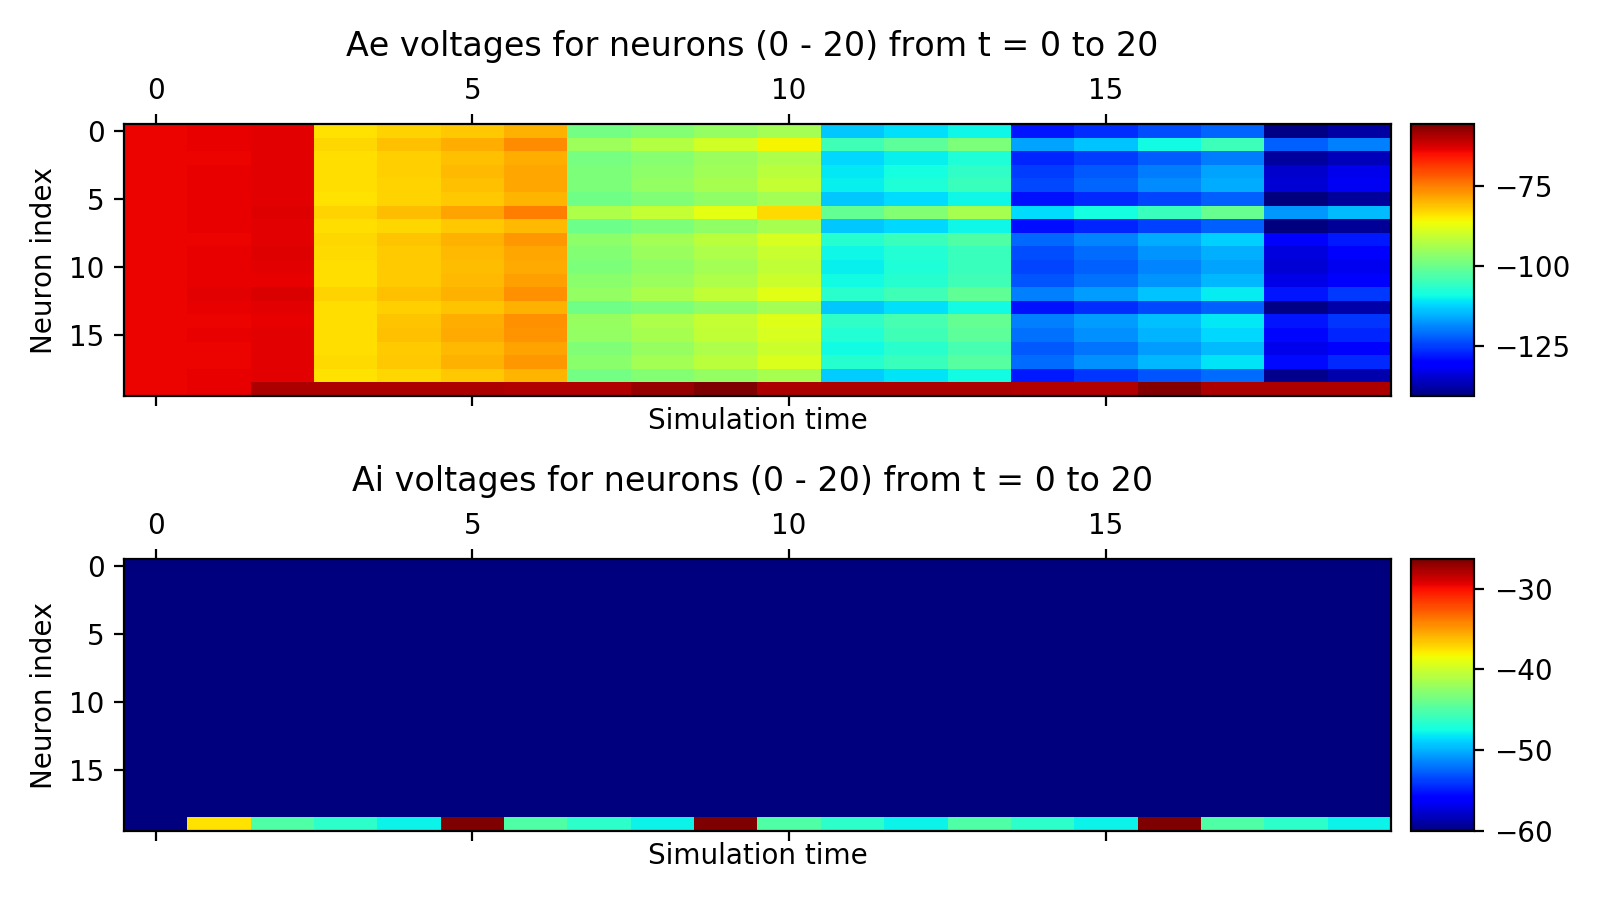 Ae voltages for neurons (0 - 20) from t = 0 to 20
0 5 10 15
Neuron index
0
5
10
15
Simulation time
−75
−100
−125
Ai voltages for neurons (0 - 20) from t = 0 to 20
0 5 10 15
Neuron index
0
5
10
15
Simulation time
−30
−40
−50
−60